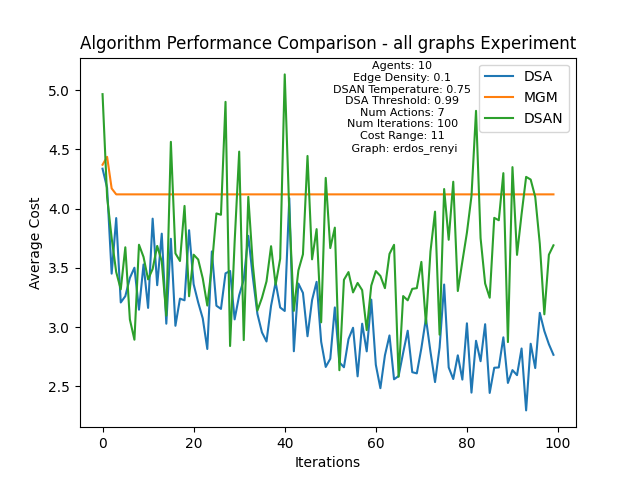 Algorithm Performance Comparison - all graphs Experiment
Agents: 10
Edge Density: 0.1
DSAN Temperature: 0.75
DSA Threshold: 0.99
Num Actions: 7
Num Iterations: 100
Cost Range: 11
Graph: erdos_renyi
DSA
MGM
DSAN
Average Cost
5.0
4.5
4.0
3.5
3.0
2.5
0
20
40
60
80
100
Iterations